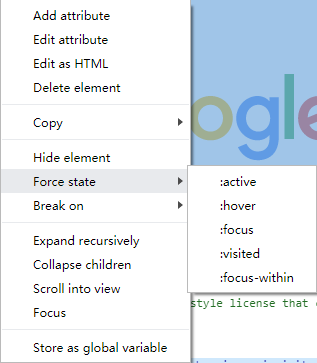 Add attribute
Edit attribute
Edit as HTML
Delete element
Copy
Hide element
Force state
Break on
Expand recursively
Collapse children
Scroll into view
Focus
Store as global variable
ogle
:active
:hover
:focus
:visited
:focus-within
style license that